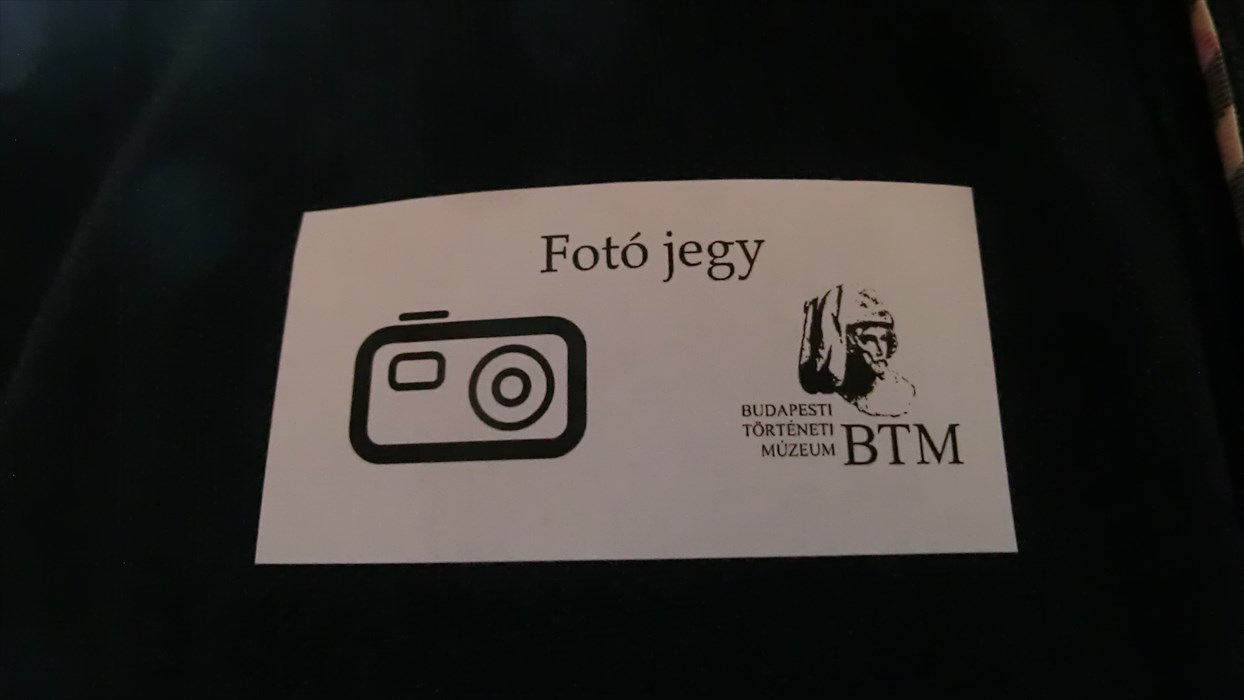 Fotó jegy
BUDAPESTI
TÖRTÉNETI
MÚZEUM
BTM